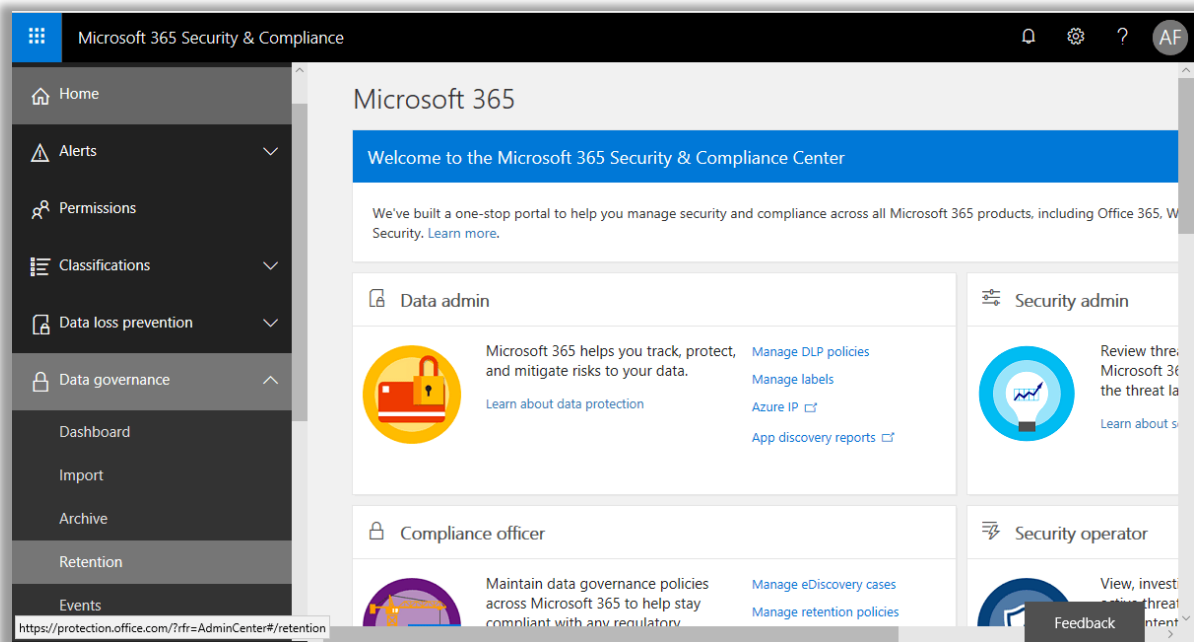 Microsoft 365 Security & Compliance
AF
Home
Alerts
Permissions
Classifications
Data loss prevention
Data governance
Dashboard
Import
Archive
Retention
Events
https://protection.office.com/?rfr=AdminCenter#/retention
Microsoft 365
Welcome to the Microsoft 365 Security & Compliance Center
We've built a one-stop portal to help you manage security and compliance across all Microsoft 365 products, including Office 365, W
Security. Learn more.
Data admin
Microsoft 365 helps you track, protect,
and mitigate risks to your data.
Learn about data protection
Manage DLP policies
Manage labels
Azure IP
App discovery reports
Security admin
Review threa
Microsoft 36
the threat la
Learn about s
Compliance officer
Maintain data governance policies
across Microsoft 365 to help stay
compliant with any regulatory
Manage eDiscovery cases
Manage retention policies
Security operator
View, investi
active threat
Feedback